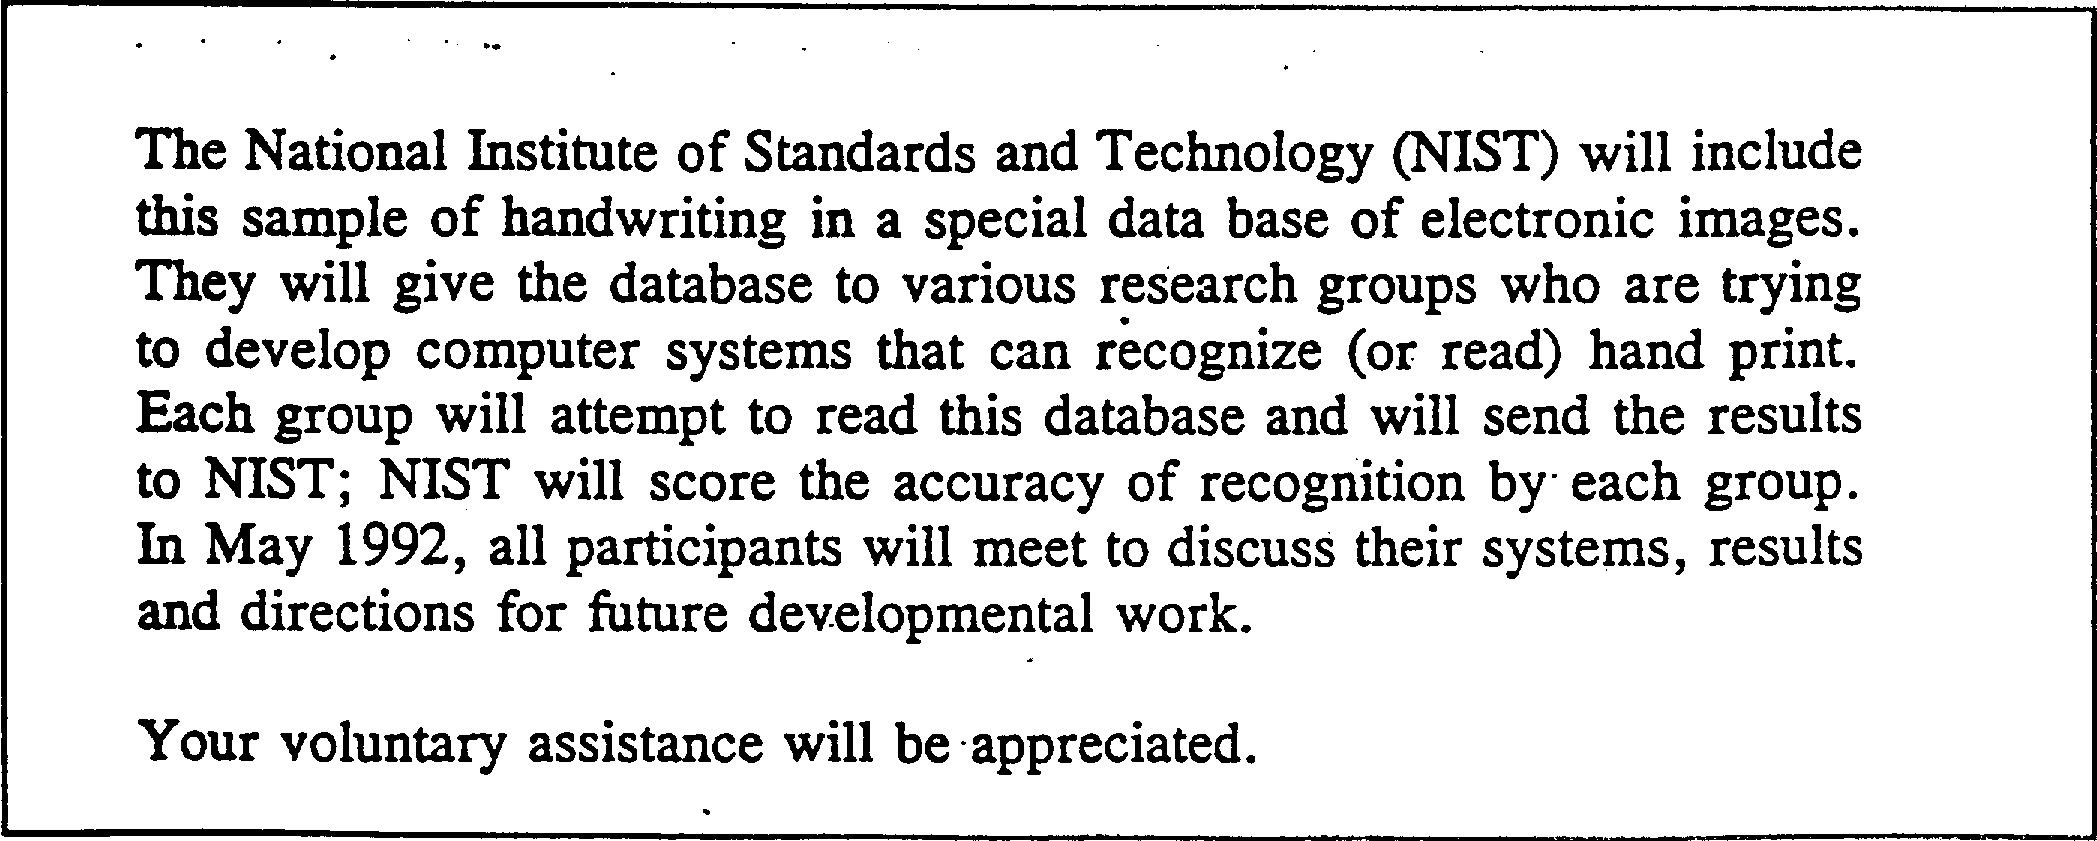 The National Institute of Standards and Technology (NIST) will include
this sample of handwriting in a special data base of electronic images.
They will give the database to various research groups who are trying
to develop computer systems that can recognize (or read) hand print.
Each group will attempt to read this database and will send the results
to NIST; NIST will score the accuracy of recognition by each group.
In May 1992, all participants will meet to discuss their systems, results
and directions for future developmental work.
Your voluntary assistance will be appreciated.